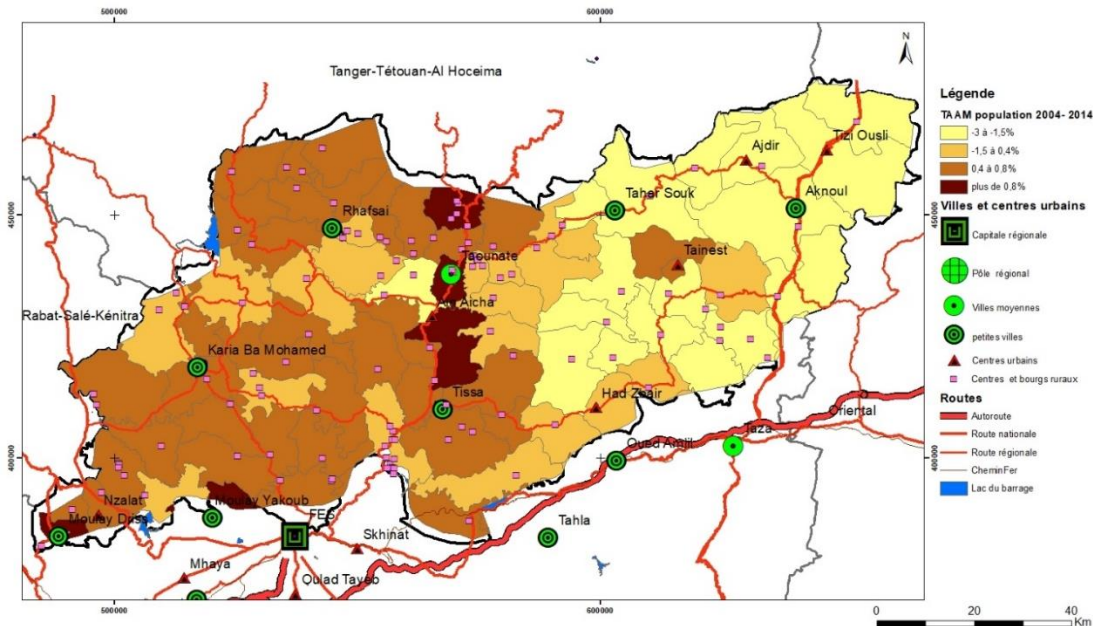 500000
600000
N
Tanger-Tétouan-Al Hoceima
Tizi Ousli
Ajdir
Taher Souk
Aknoul
450000
450000
Rhafsai
Tainest
Taounate
Aicha
Rabat-Salé-Kénitra
Karia Ba Mohamed
Tissa
Had Zrair
Oriental
Taza
Oued Amlil
400000
400000
Nzalat
Moulay Yakoub
Moulay Driss
FES
Skhinat
Tahla
Mhaya
Oulad Tayeb
500000
600000
Légende
TAAM population 2004- 2014
-3 à -1,5%
-1,5 à 0,4%
0,4 à 0,8%
plus de 0,8%
Villes et centres urbains
Capitale régionale
Pôle régional
Villes moyennes
petites villes
Centres urbains
Centres et bourgs ruraux
Routes
Autoroute
Route nationale
Route régionale
CheminFer
Lac du barrage
0 20 40
Km